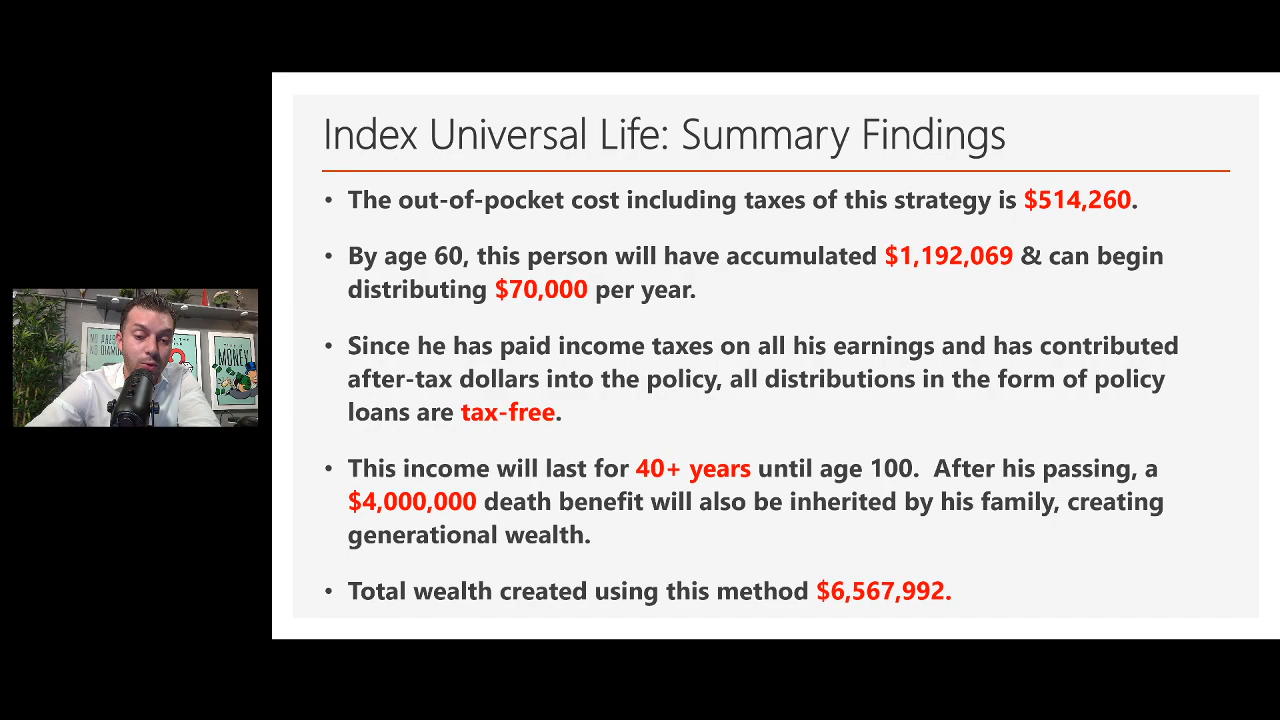 Index Universal Life: Summary Findings
• The out-of-pocket cost including taxes of this strategy is $514,260.
• By age 60, this person will have accumulated $1,192,069 & can begin
distributing $70,000 per year.
• Since he has paid income taxes on all his earnings and has contributed
after-tax dollars into the policy, all distributions in the form of policy
loans are tax-free.
• This income will last for 40+ years until age 100. After his passing, a
$4,000,000 death benefit will also be inherited by his family, creating
generational wealth.
• Total wealth created using this method $6,567,992.
MONEY